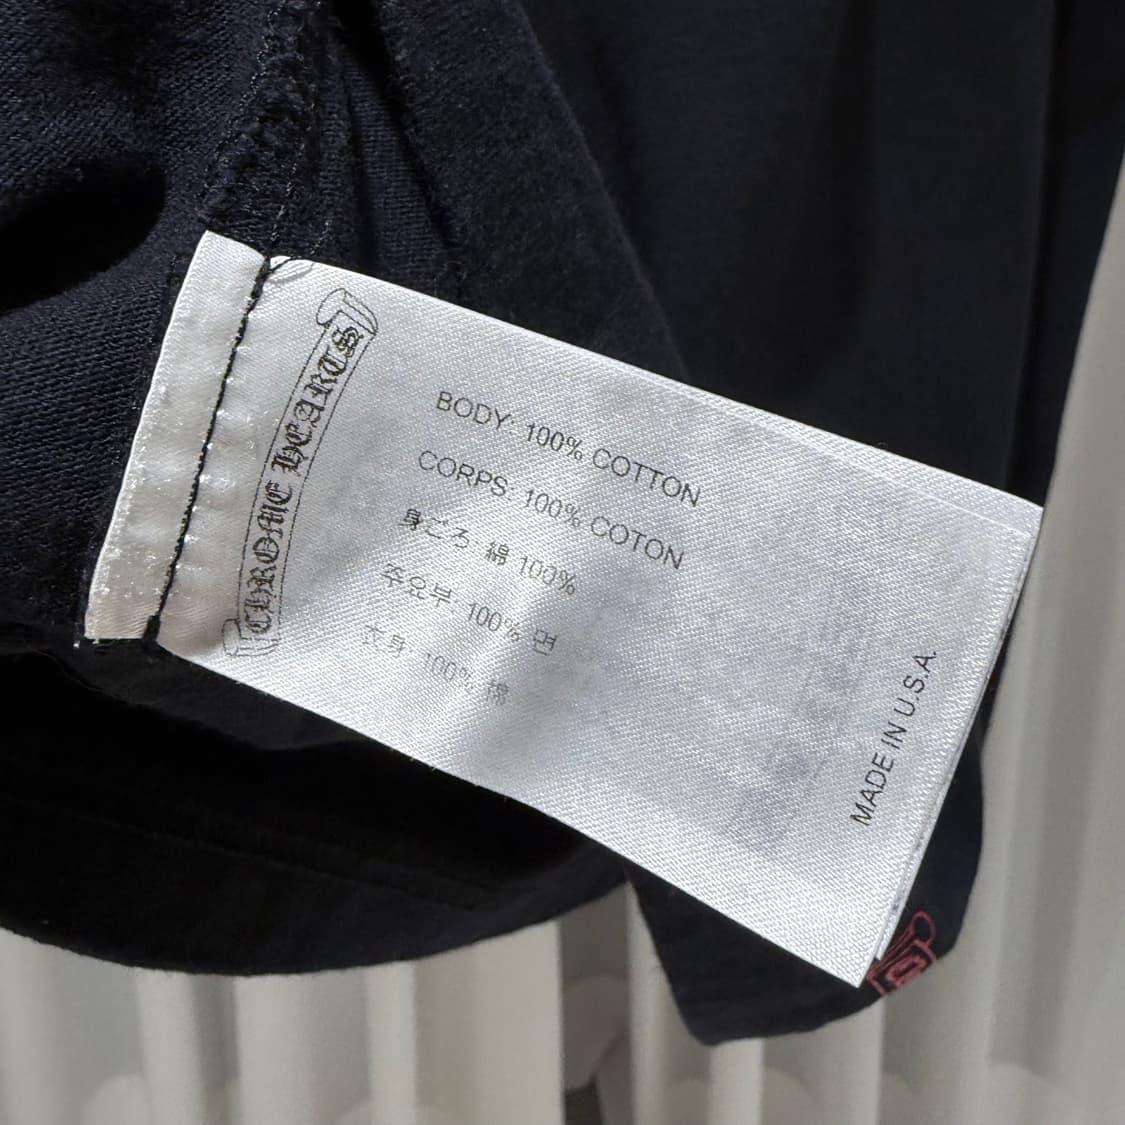 CHROME HEARTS
BODY: 100% COTTON
CORPS: 100% COTON
身ごろ: 綿 100%
주요부: 100% 면
衣身: 100% 棉
MADE IN U.S.A.